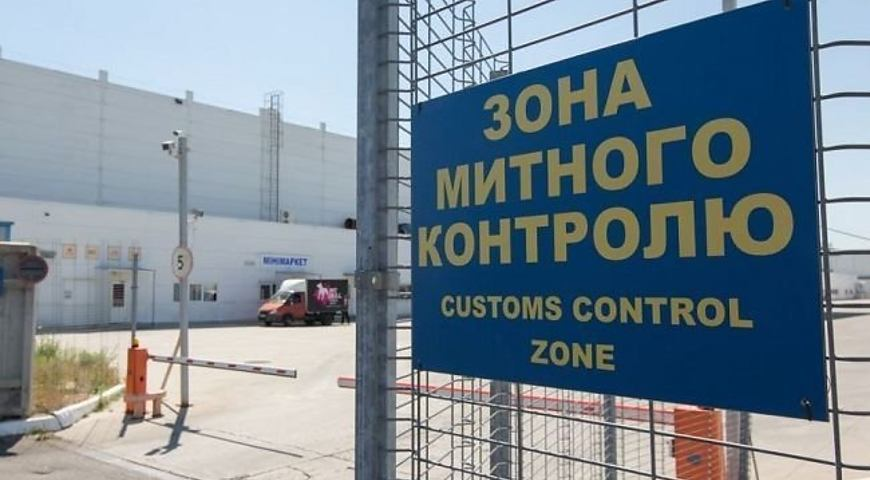 ЗОНА
МИТНОГО
КОНТРОЛЮ
CUSTOMS CONTROL
ZONE
МІНІМАРКЕТ
5